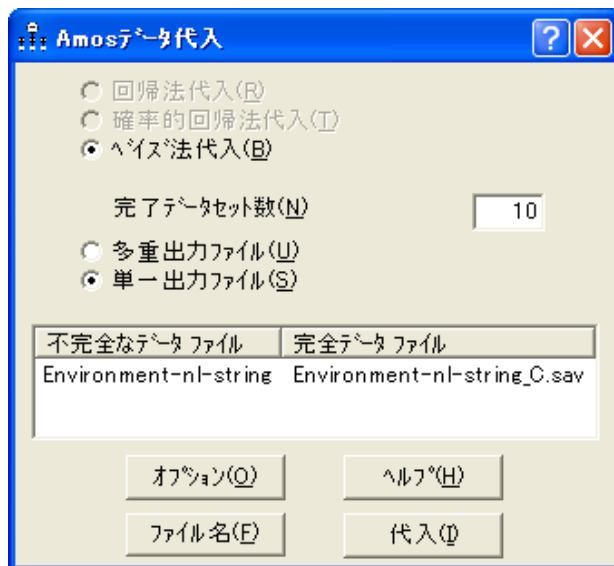 Amosデータ代入
回帰法代入(R)
確率的回帰法代入(T)
ベイズ法代入(B)
完了データセット数(N) 10
多重出力ファイル(U)
単一出力ファイル(S)
不完全なデータ ファイル 完全データ ファイル
Environment-nl-string Environment-nl-string_C.sav
オプション(O) ヘルプ(H)
ファイル名(F) 代入(I)